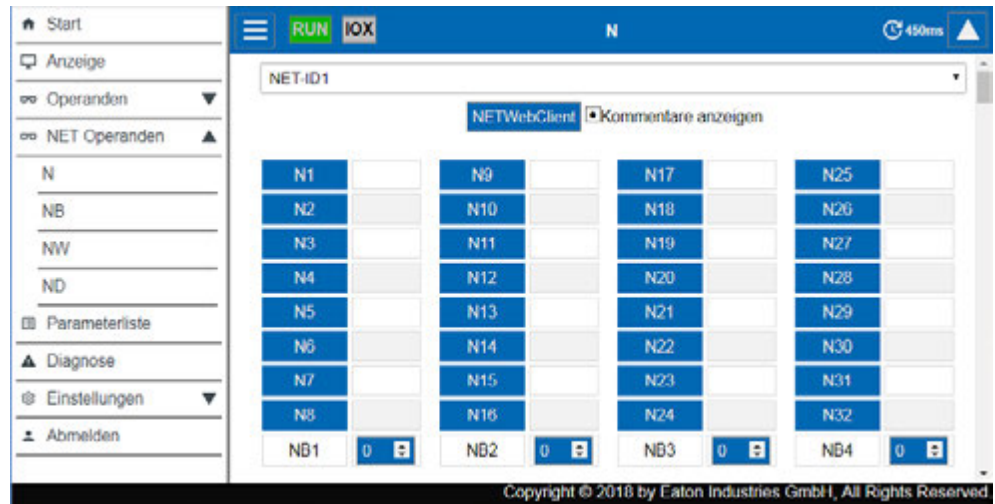 Start
Anzeige
Operanden ▼
NET Operanden ▲
N
NB
NW
ND
Parameterliste
Diagnose
Einstellungen ▼
Abmelden
RUN IOX N 450ms
NET-ID1
NETWebClient Kommentare anzeigen
N1 N9 N17 N25
N2 N10 N18 N26
N3 N11 N19 N27
N4 N12 N20 N28
N5 N13 N21 N29
N6 N14 N22 N30
N7 N15 N23 N31
N8 N16 N24 N32
NB1 0 NB2 0 NB3 0 NB4 0
Copyright © 2018 by Eaton Industries GmbH, All Rights Reserved